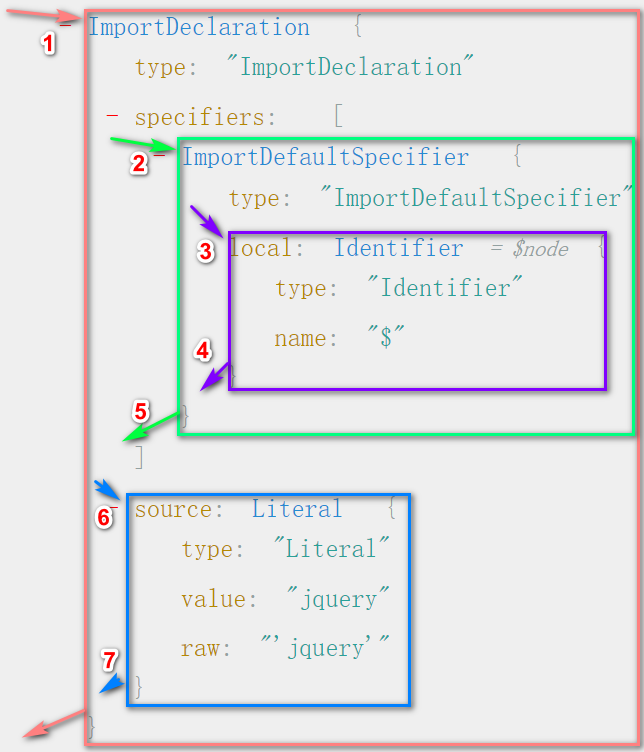 1 - ImportDeclaration {
type: "ImportDeclaration"
- specifiers: [
2 - ImportDefaultSpecifier {
type: "ImportDefaultSpecifier"
3 local: Identifier = $node {
type: "Identifier"
name: "$"
4 }
5 }
]
6 - source: Literal {
type: "Literal"
value: "jquery"
raw: "'jquery'"
7 }
}